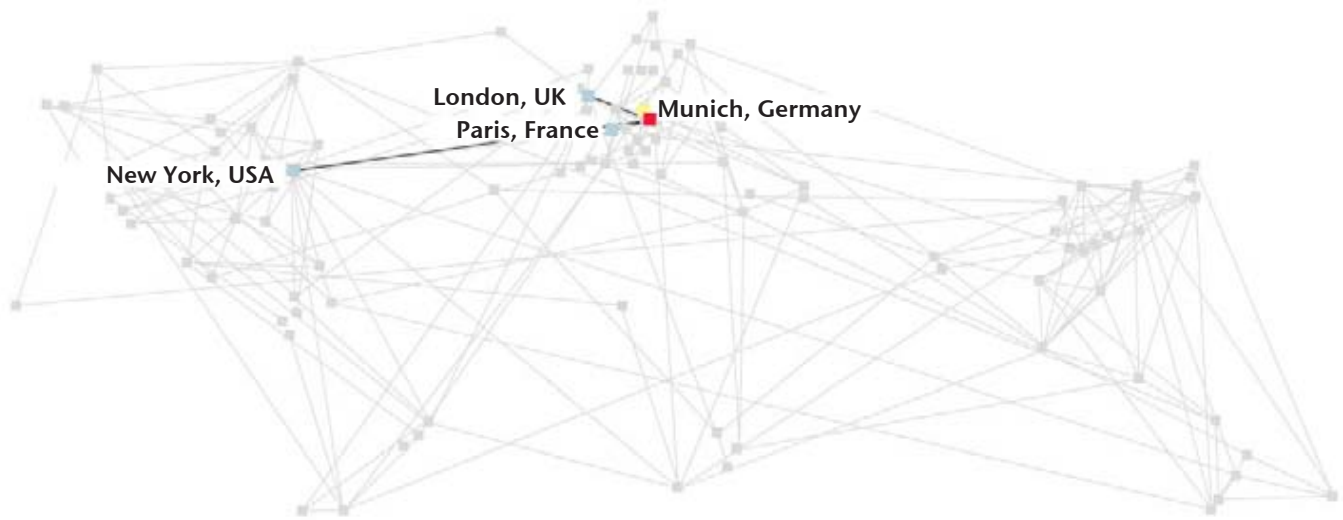 London, UK
Munich, Germany
Paris, France
New York, USA